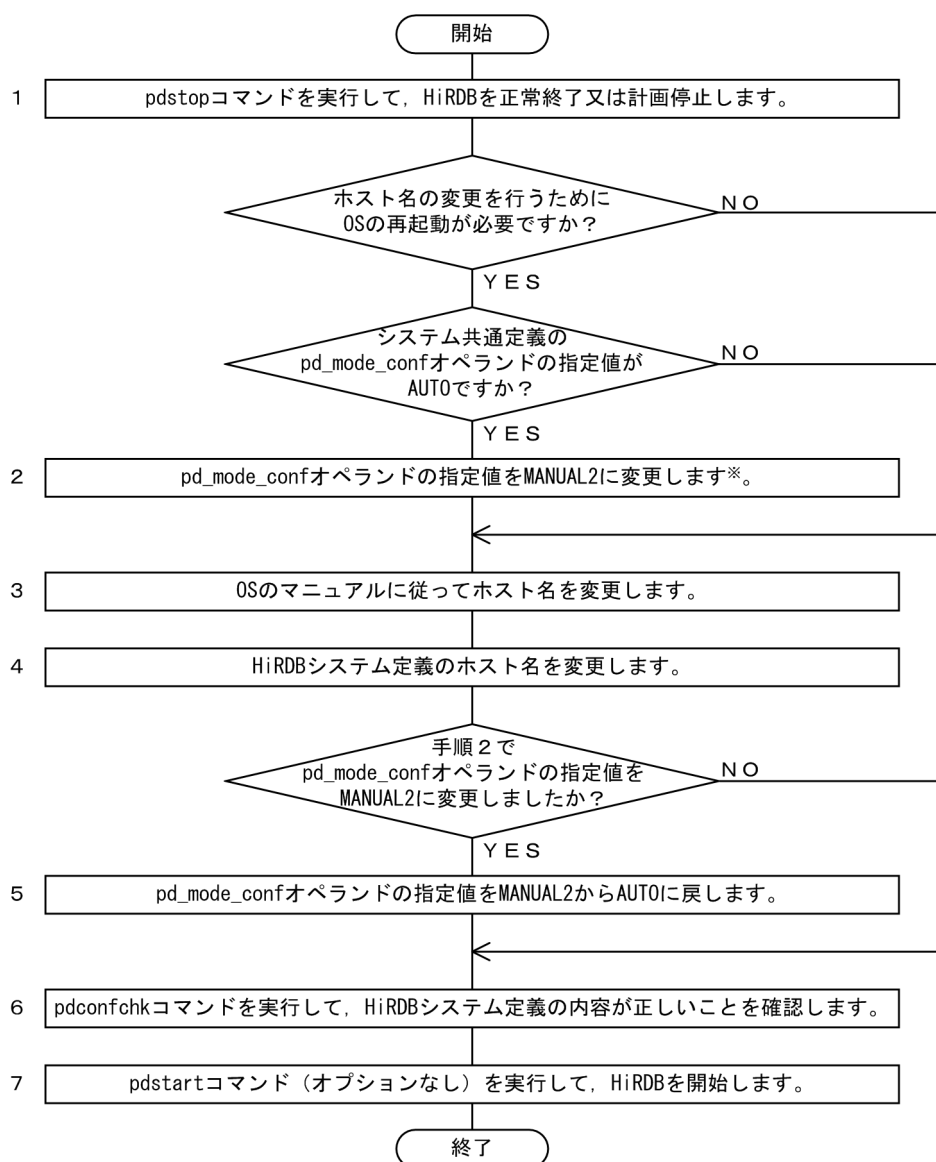 開始
1 pdstopコマンドを実行して，HiRDBを正常終了又は計画停止します。
ホスト名の変更を行うために
OSの再起動が必要ですか？
ＮＯ
ＹＥＳ
システム共通定義の
pd_mode_confオペランドの指定値が
AUTOですか？
ＮＯ
ＹＥＳ
2 pd_mode_confオペランドの指定値をMANUAL2に変更します※。
3 OSのマニュアルに従ってホスト名を変更します。
4 HiRDBシステム定義のホスト名を変更します。
手順２で
pd_mode_confオペランドの指定値を
MANUAL2に変更しましたか？
ＮＯ
ＹＥＳ
5 pd_mode_confオペランドの指定値をMANUAL2からAUTOに戻します。
6 pdconfchkコマンドを実行して，HiRDBシステム定義の内容が正しいことを確認します。
7 pdstartコマンド（オプションなし）を実行して，HiRDBを開始します。
終了